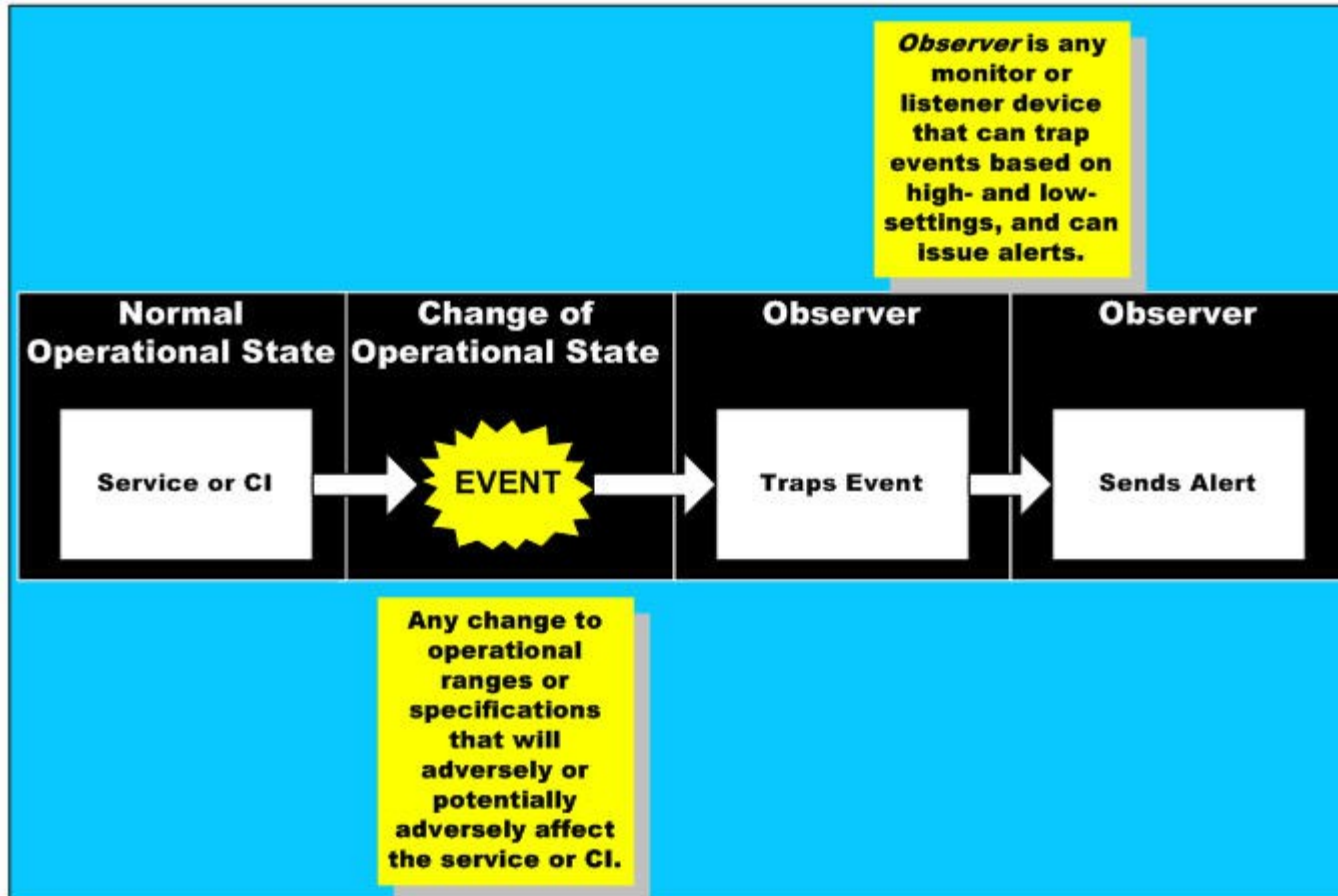 Observer is any
monitor or
listener device
that can trap
events based on
high- and low-
settings, and can
issue alerts.
Normal
Operational State
Change of
Operational State
Observer
Observer
Service or CI
EVENT
Traps Event
Sends Alert
Any change to
operational
ranges or
specifications
that will
adversely or
potentially
adversely affect
the service or CI.